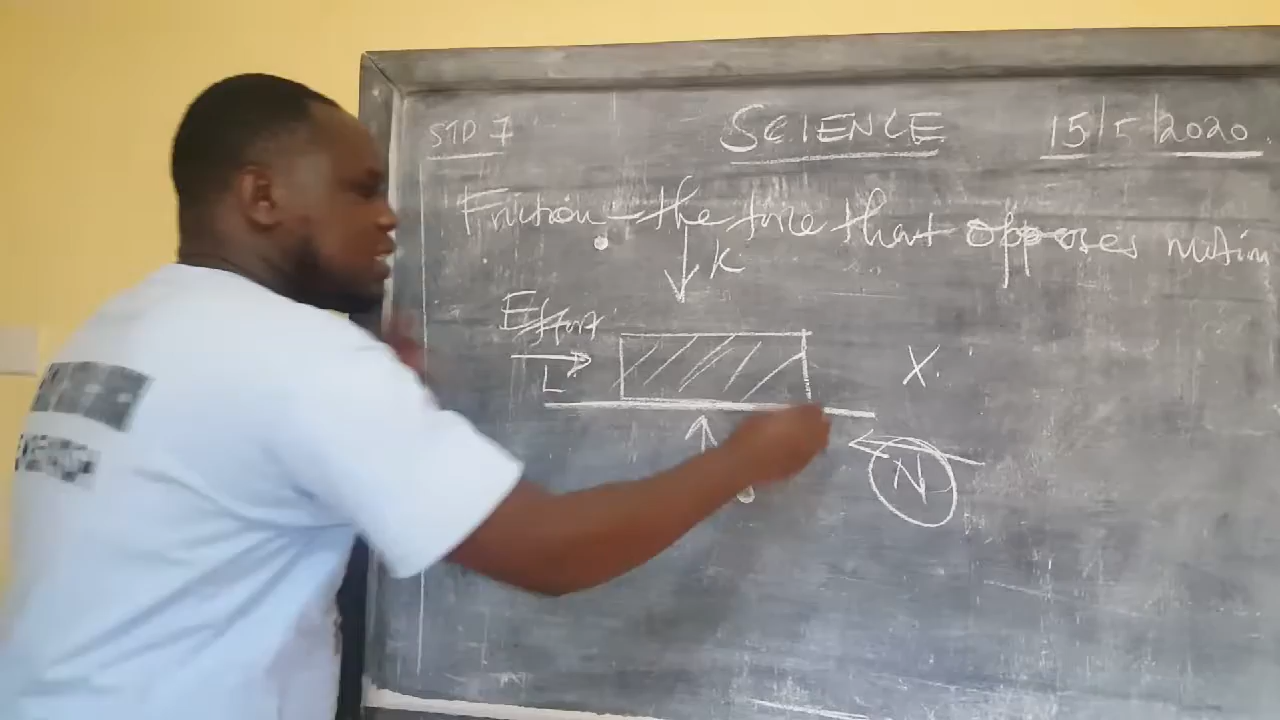 STD 7 SCIENCE 15/5/2020
Friction - the force that opposes motion
K
Effort
L
X
N